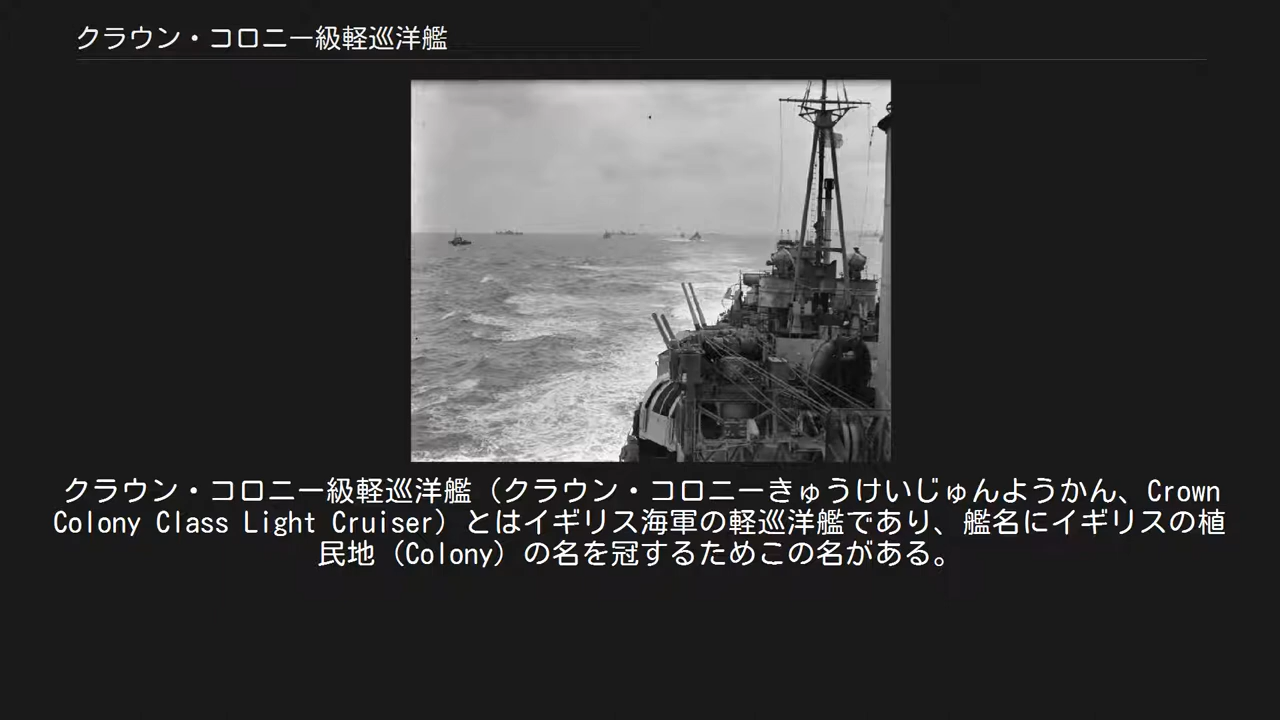 クラウン・コロニー級軽巡洋艦
クラウン・コロニー級軽巡洋艦（クラウン・コロニーきゅうけいじゅんようかん、Crown
Colony Class Light Cruiser）とはイギリス海軍の軽巡洋艦であり、艦名にイギリスの植
民地（Colony）の名を冠するためこの名がある。